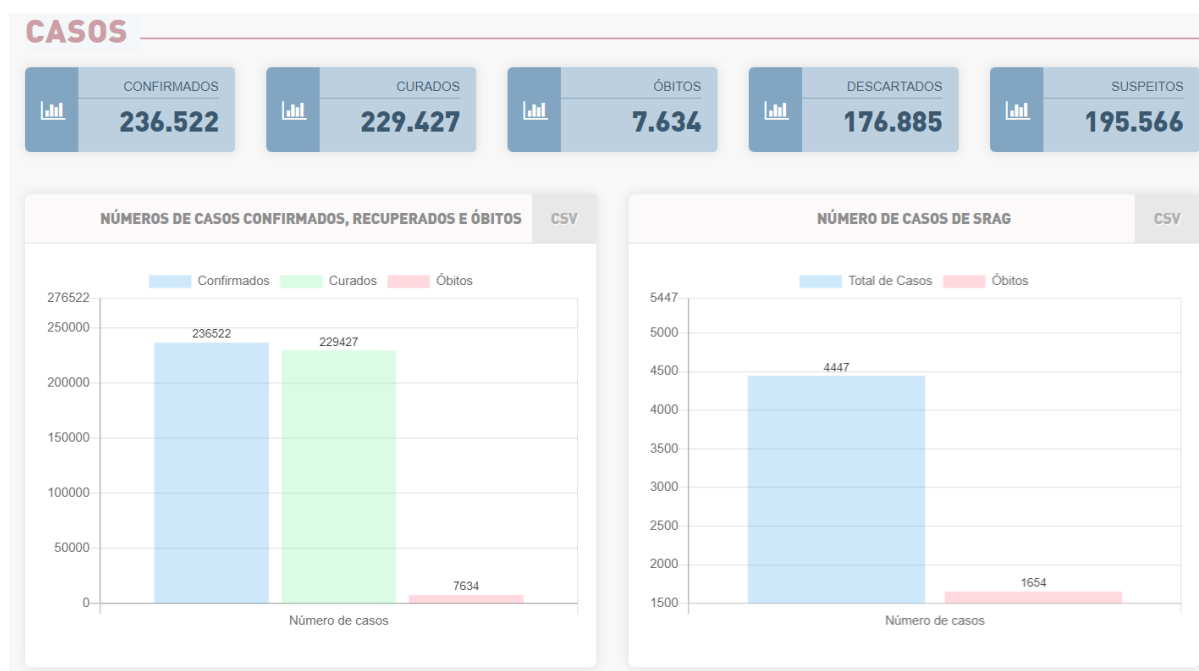 CASOS
CONFIRMADOS
236.522
CURADOS
229.427
ÓBITOS
7.634
DESCARTADOS
176.885
SUSPEITOS
195.566
NÚMEROS DE CASOS CONFIRMADOS, RECUPERADOS E ÓBITOS
CSV
Confirmados Curados Óbitos
276522
250000
200000
150000
100000
50000
0
236522
229427
7634
Número de casos
NÚMERO DE CASOS DE SRAG
CSV
Total de Casos Óbitos
5447
5000
4500
4000
3500
3000
2500
2000
1500
4447
1654
Número de casos